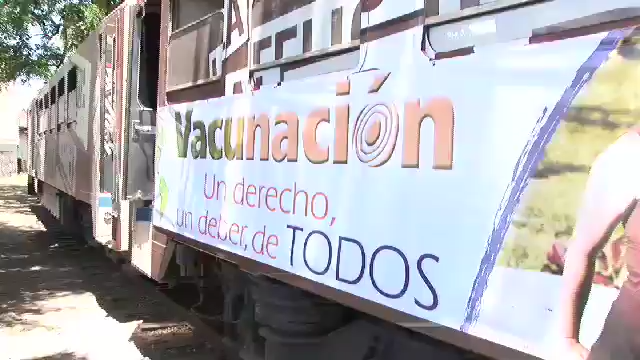 Vacunación
Un derecho,
un deber, de TODOS